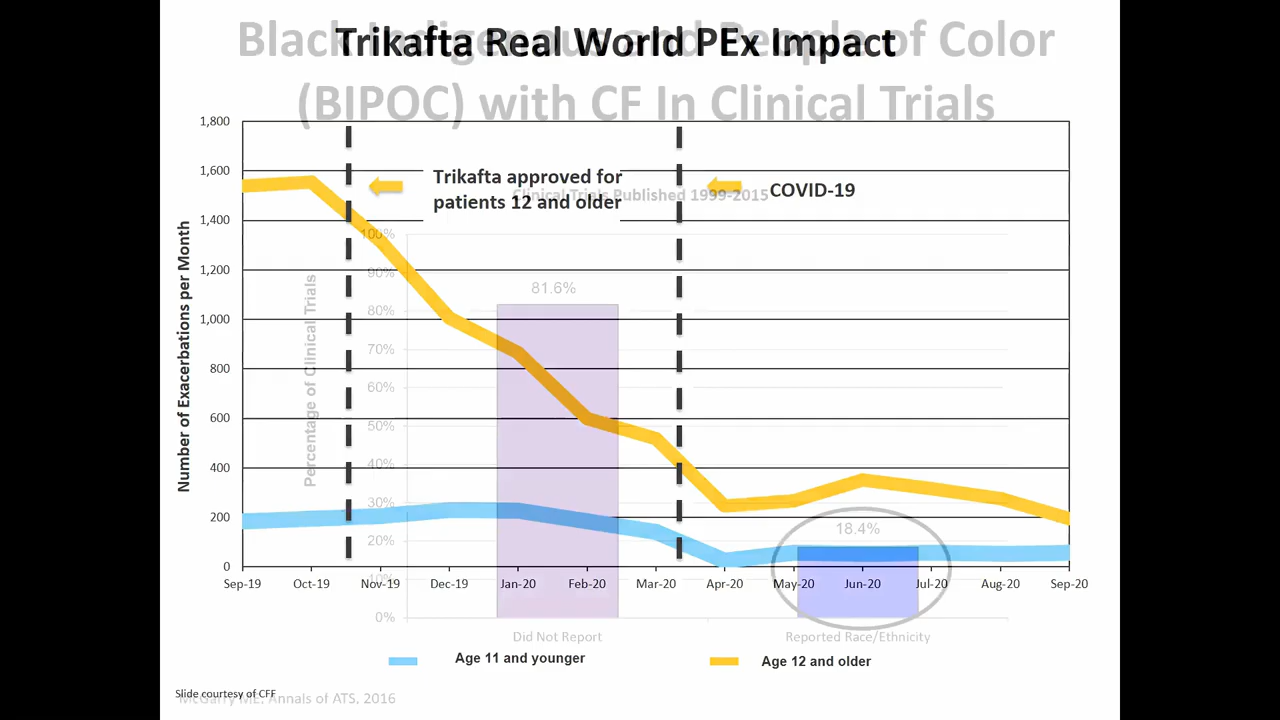 Black Indigenous and People of Color
(BIPOC) with CF In Clinical Trials
Trikafta Real World PEx Impact
Clinical Trials Published 1999-2015
Trikafta approved for
patients 12 and older
COVID-19
Number of Exacerbations per Month
1,800
1,600
1,400
1,200
1,000
800
600
400
200
0
Sep-19 Oct-19 Nov-19 Dec-19 Jan-20 Feb-20 Mar-20 Apr-20 May-20 Jun-20 Jul-20 Aug-20 Sep-20
Percentage of Clinical Trials
100%
90%
80%
70%
60%
50%
40%
30%
20%
10%
0%
81.6%
18.4%
Did Not Report Reported Race/Ethnicity
Age 11 and younger Age 12 and older
Slide courtesy of CFF
McGarry ME, Annals of ATS, 2016